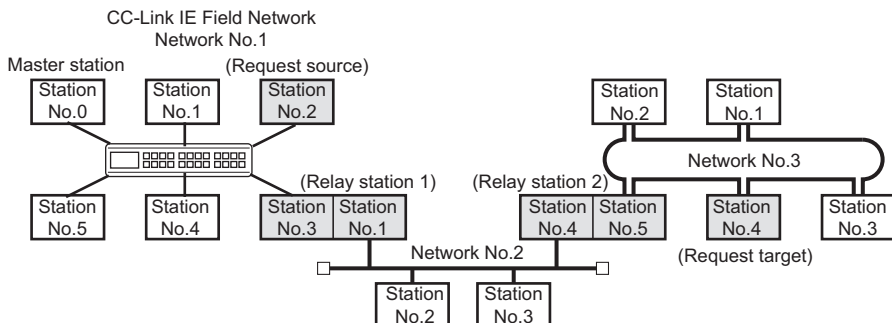 CC-Link IE Field Network
Network No.1
Master station
(Request source)
Station
No.0
Station
No.1
Station
No.2
Station
No.2
Station
No.1
Network No.3
(Relay station 1)
(Relay station 2)
Station
No.5
Station
No.4
Station
No.3
Station
No.1
Station
No.4
Station
No.5
Station
No.4
Station
No.3
Network No.2
(Request target)
Station
No.2
Station
No.3